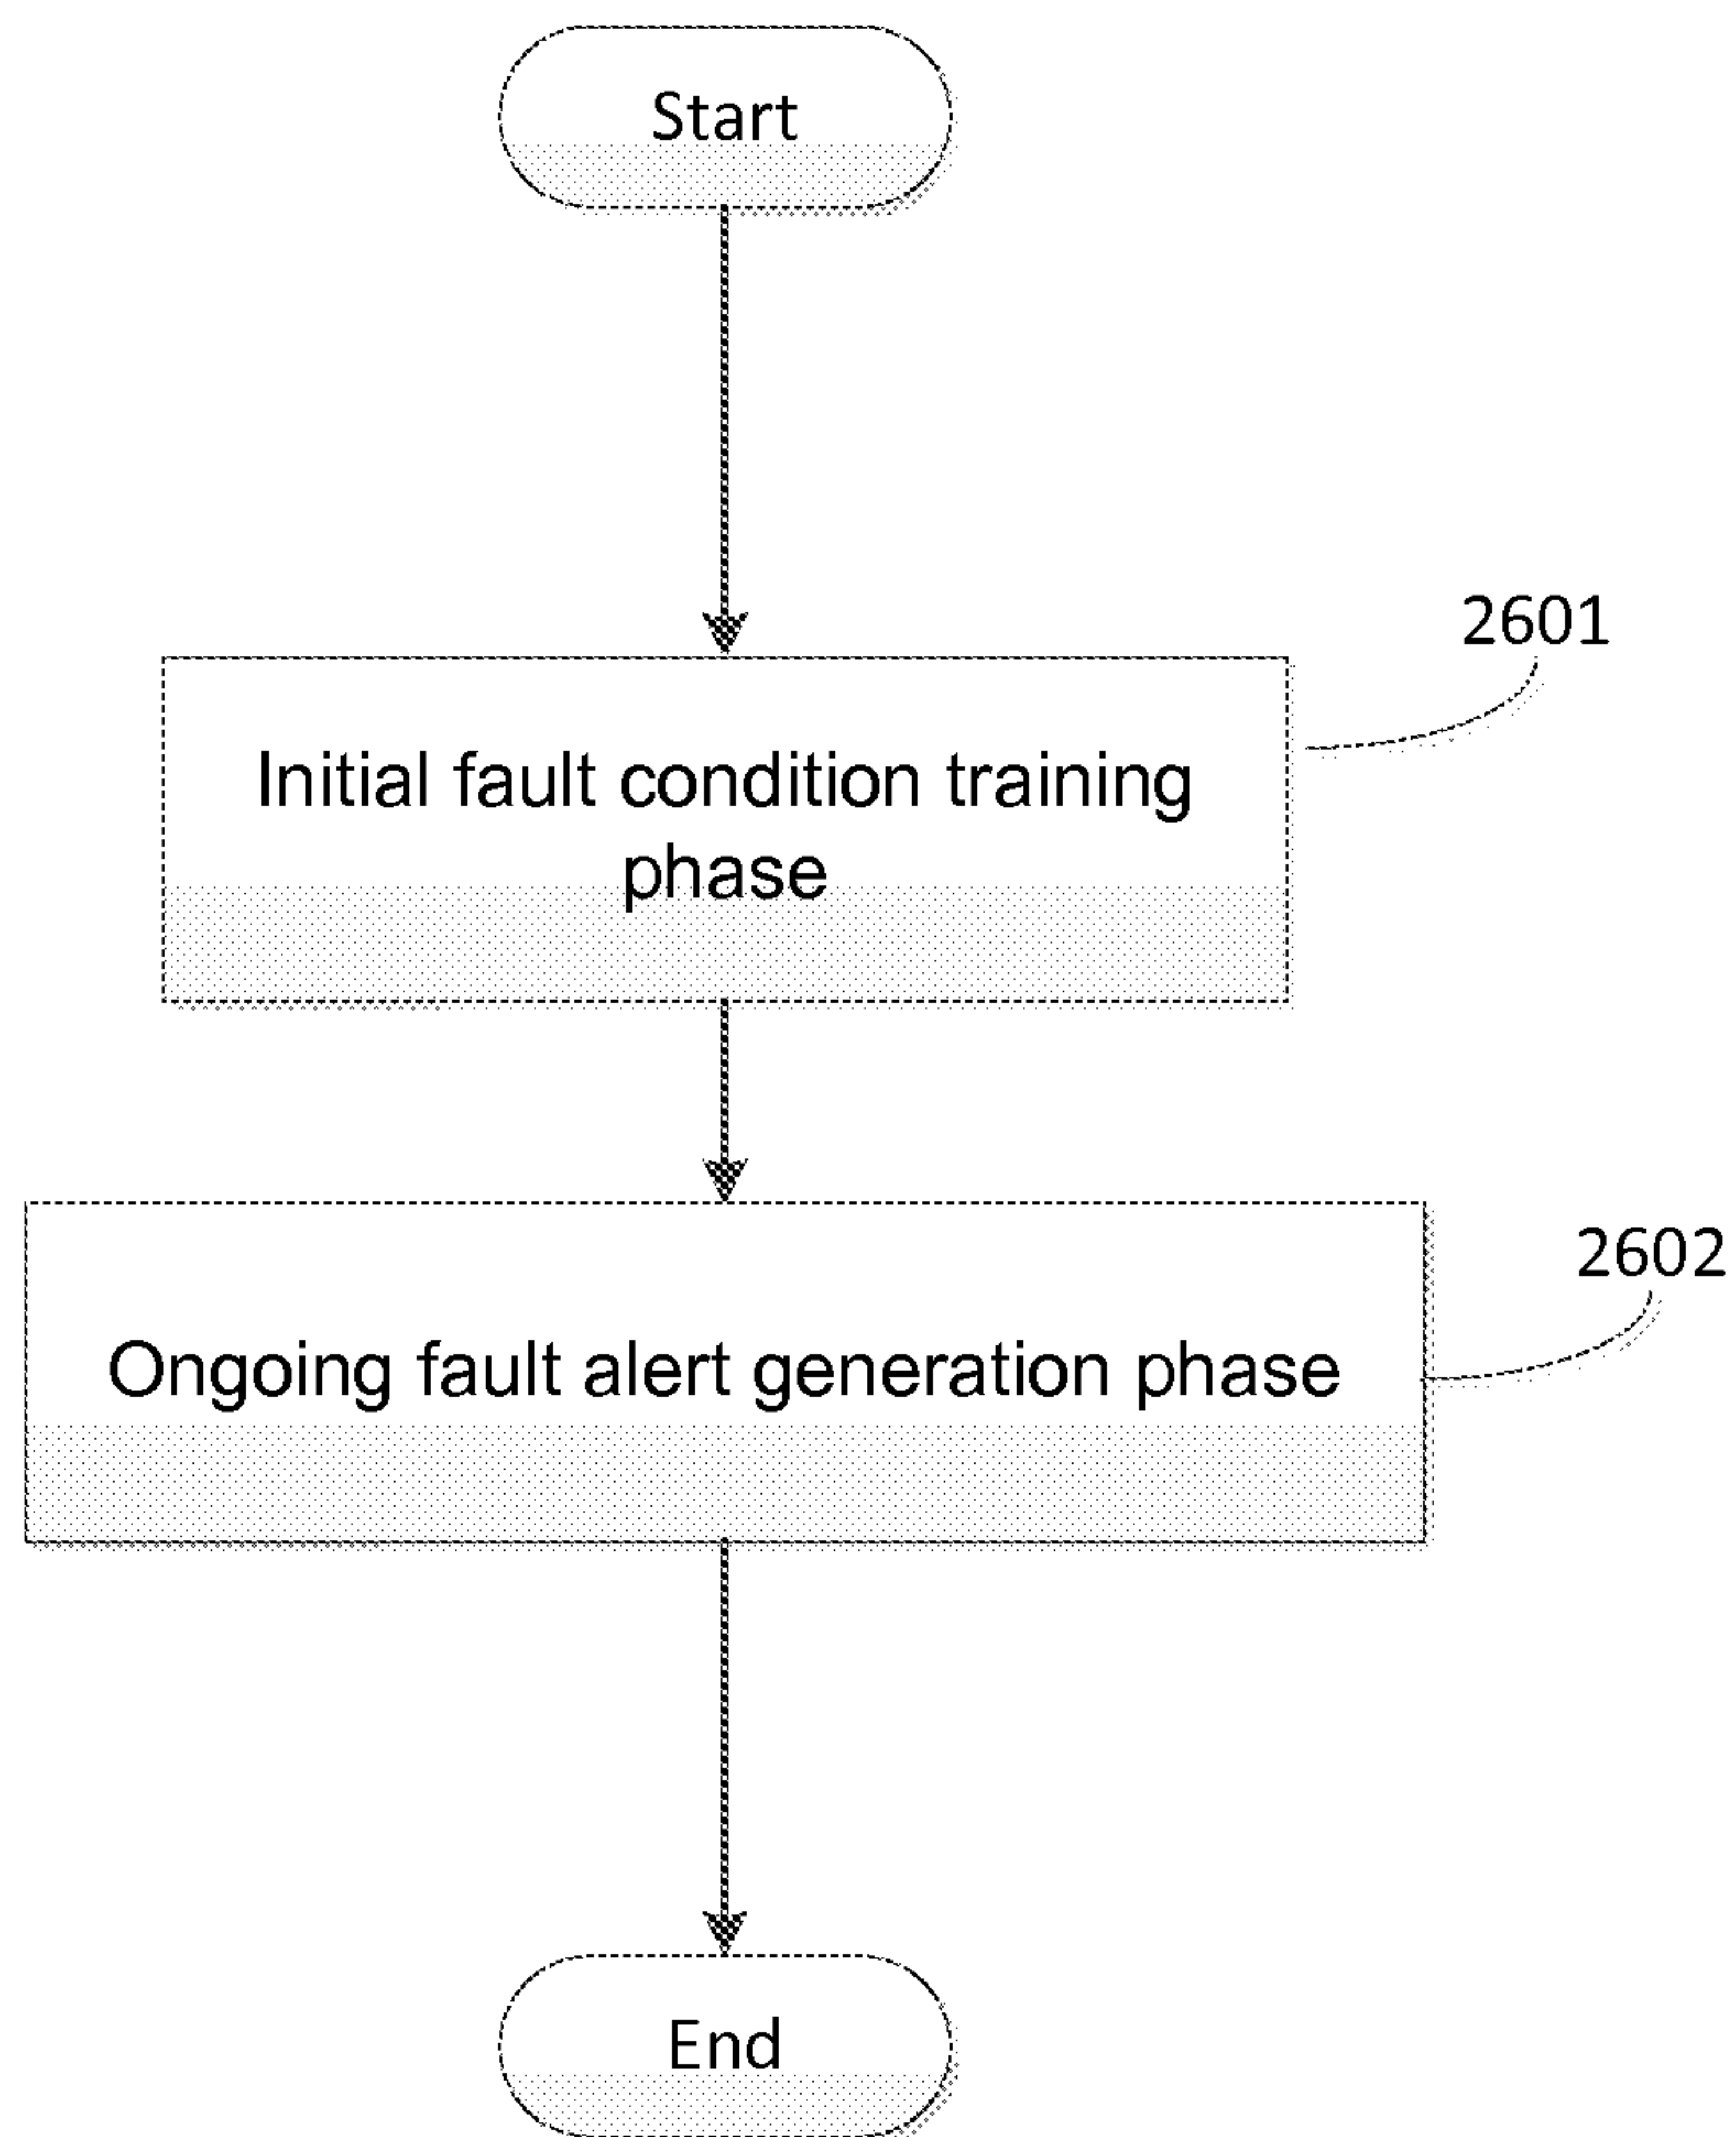 Start
2601
Initial fault condition training
phase
2602
Ongoing fault alert generation phase
End